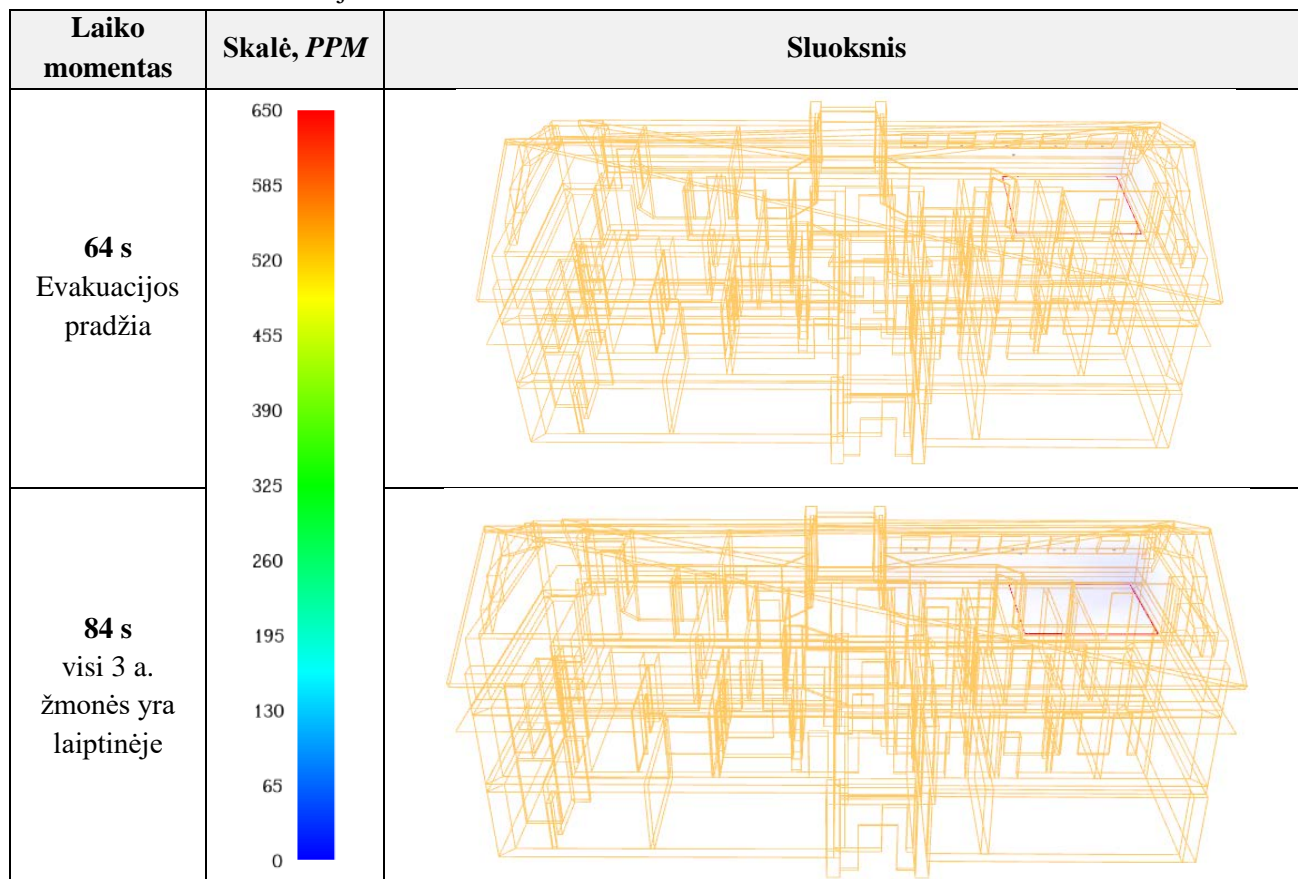 Laiko
momentas
Skalė, PPM
Sluoksnis
64 s
Evakuacijos
pradžia
650
585
520
455
390
325
260
195
130
65
0
84 s
visi 3 a.
žmonės yra
laiptinėje